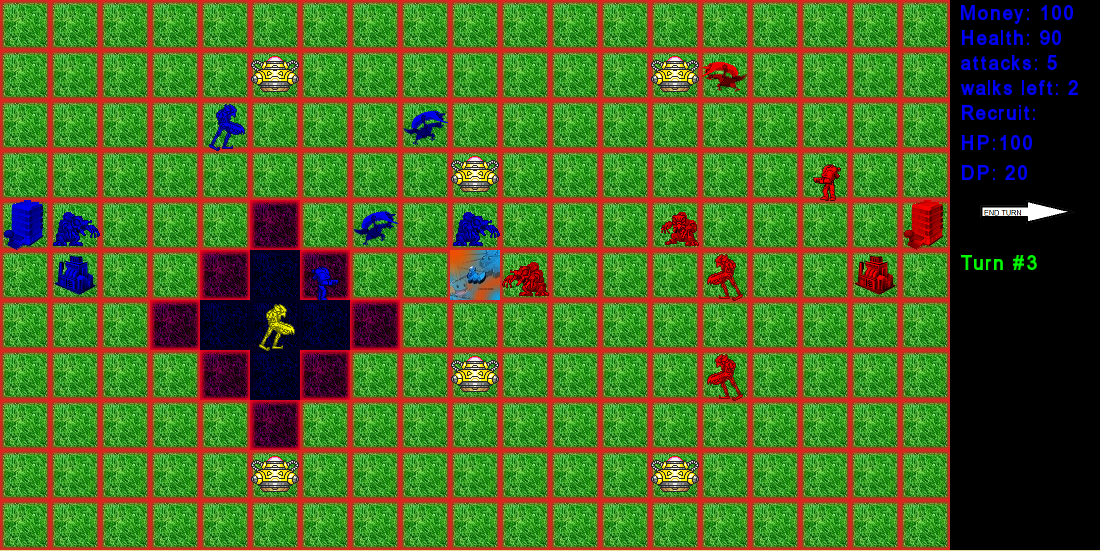 Money: 100
Health: 90
attacks: 5
walks left: 2
Recruit:
HP:100
DP: 20
END TURN
Turn #3